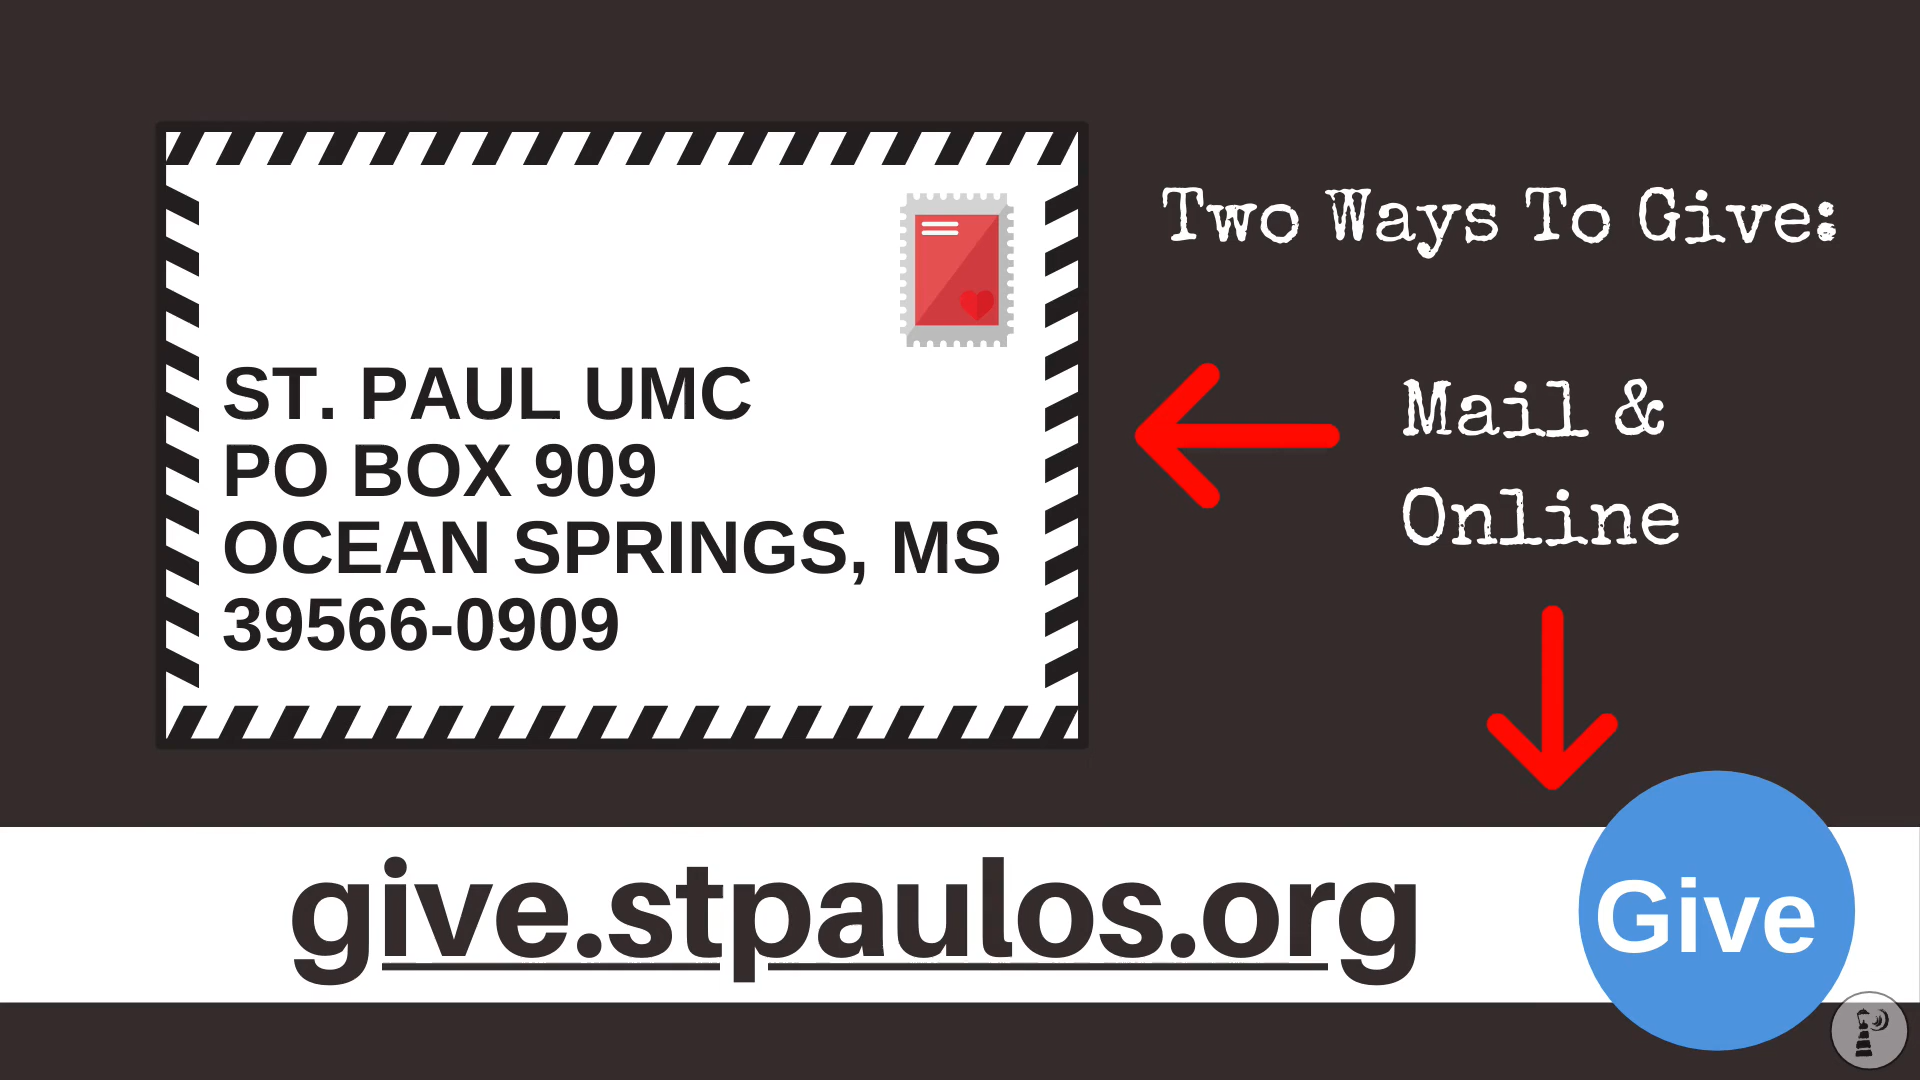 Two Ways To Give:
ST. PAUL UMC
PO BOX 909
OCEAN SPRINGS, MS
39566-0909
Mail &
Online
give.stpaulos.org
Give